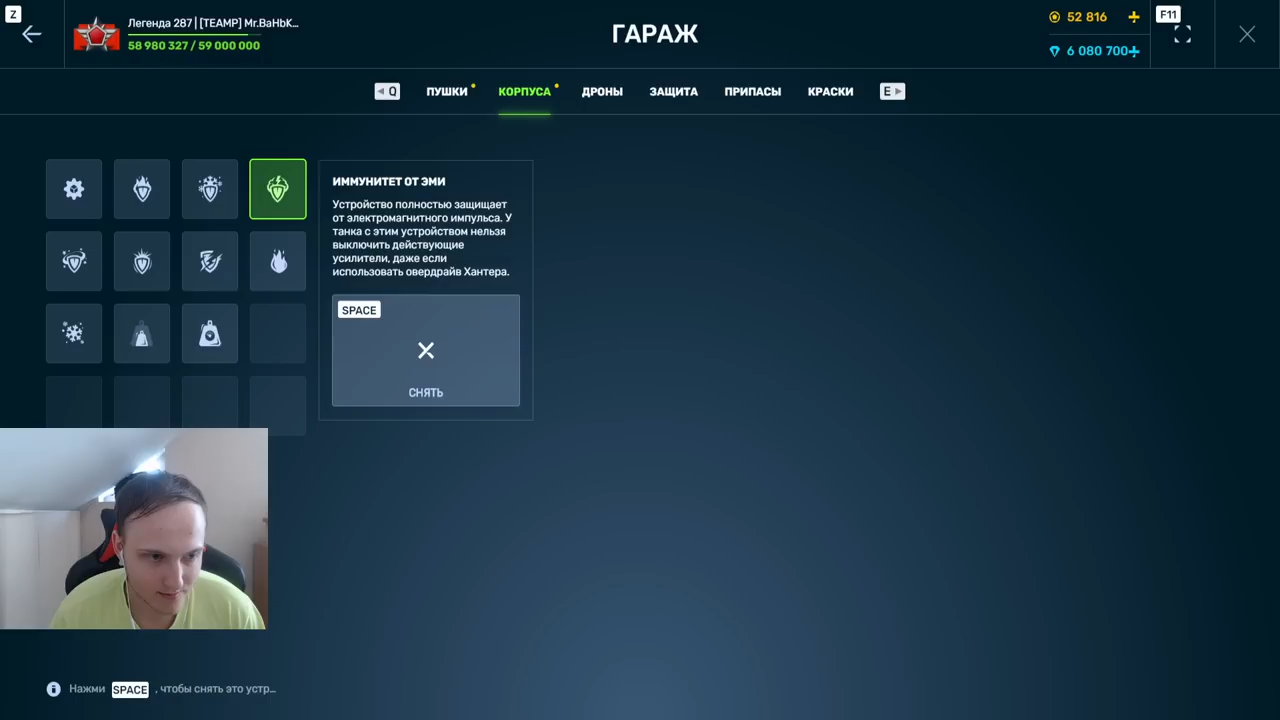 Z
Легенда 287 | [TEAMP] Mr.BaHbK...
58 980 327 / 59 000 000
ГАРАЖ
52 816
6 080 700
F11
Q
ПУШКИ
КОРПУСА
ДРОНЫ
ЗАЩИТА
ПРИПАСЫ
КРАСКИ
E
ИММУНИТЕТ ОТ ЭМИ
Устройство полностью защищает
от электромагнитного импульса. У
танка с этим устройством нельзя
выключить действующие
усилители, даже если
использовать овердрайв Хантера.
SPACE
СНЯТЬ
Нажми SPACE , чтобы снять это устр...